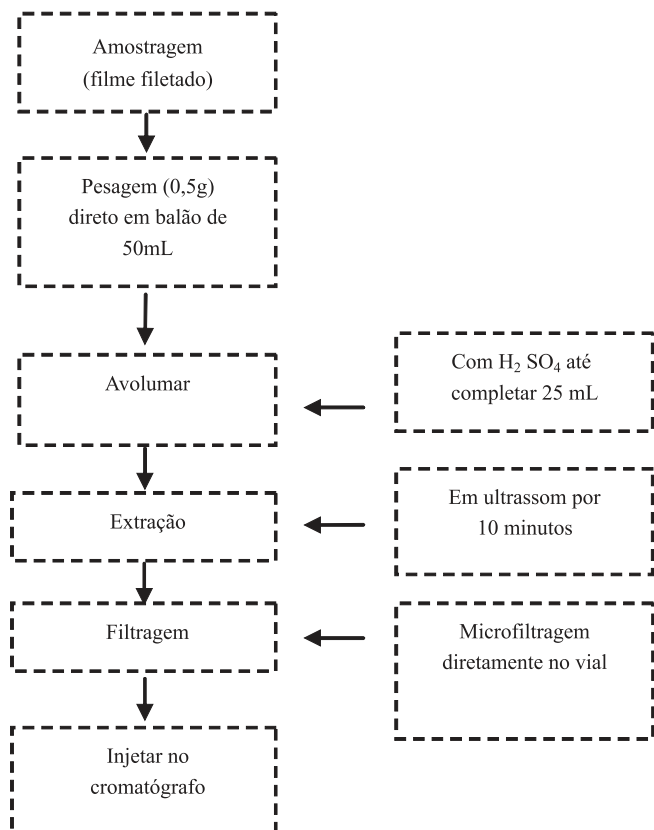 Amostragem
(filme filetado)
Pesagem (0,5g)
direto em balão de
50mL
Avolumar
Com H₂ SO₄ até
completar 25 mL
Extração
Em ultrassom por
10 minutos
Filtragem
Microfiltragem
diretamente no vial
Injetar no
cromatógrafo